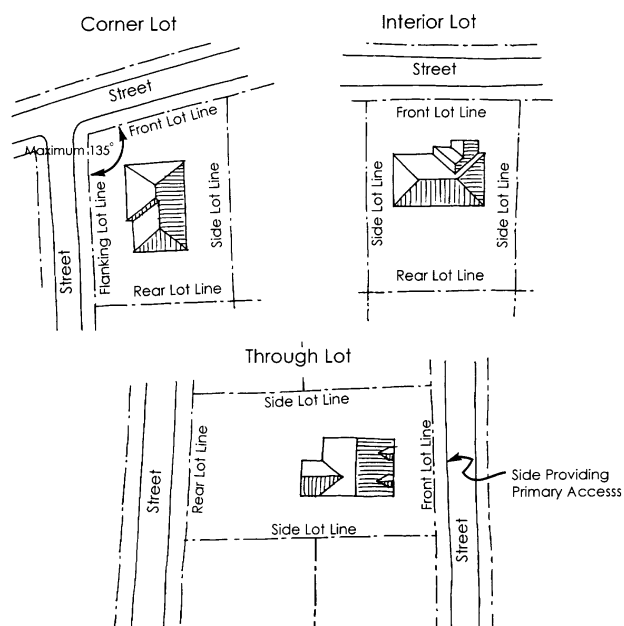 Corner Lot
Street
Front Lot Line
Maximum 135°
Flanking Lot Line
Side Lot Line
Street
Rear Lot Line
Interior Lot
Street
Front Lot Line
Side Lot Line
Side Lot Line
Rear Lot Line
Through Lot
Side Lot Line
Street
Rear Lot Line
Front Lot Line
Street
Side Lot Line
Side Providing
Primary Accesss